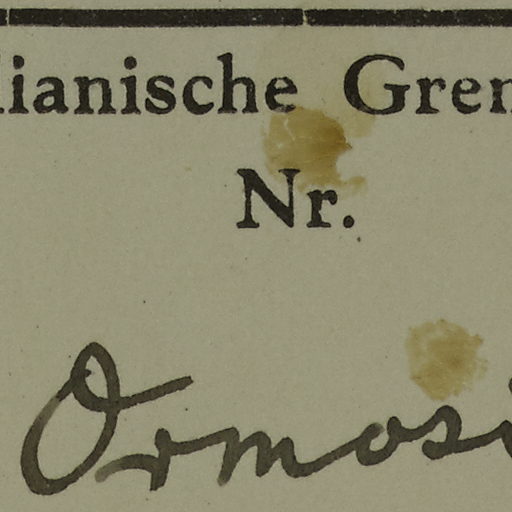 lianische Gren
Nr.
Ormosi